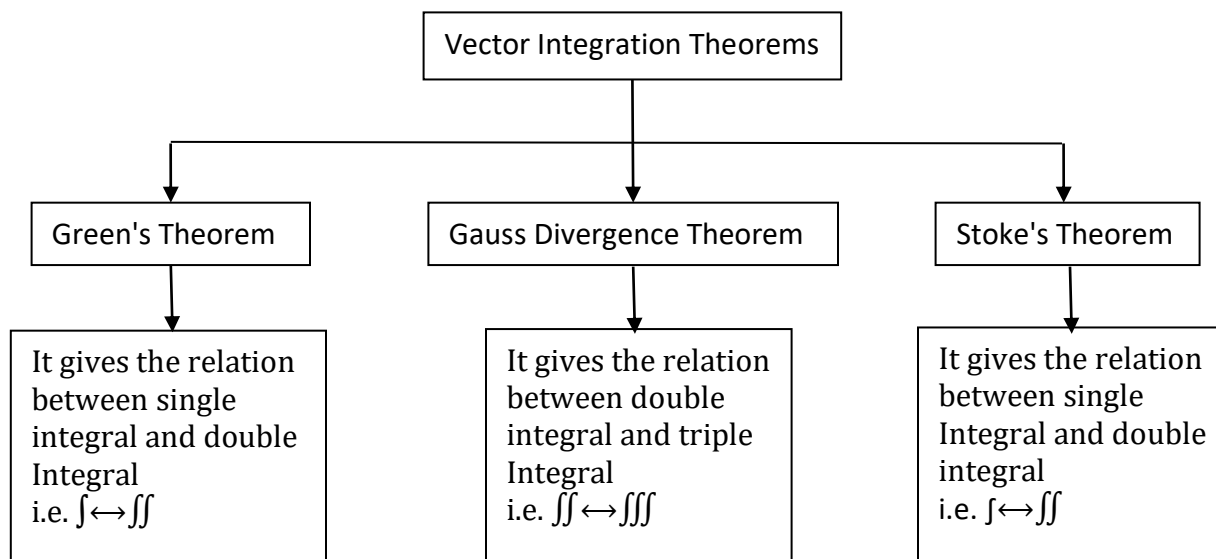 Vector Integration Theorems
Green's Theorem
Gauss Divergence Theorem
Stoke's Theorem
It gives the relation
between single
integral and double
Integral
i.e. ∫⟷∬
It gives the relation
between double
integral and triple
Integral
i.e. ∬⟷∭
It gives the relation
between single
Integral and double
integral
i.e. ∫⟷∬